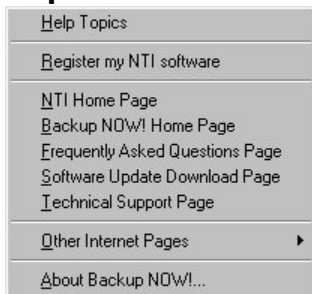 Help Topics
Register my NTI software
NTI Home Page
Backup NOW! Home Page
Frequently Asked Questions Page
Software Update Download Page
Technical Support Page
Other Internet Pages
About Backup NOW!...